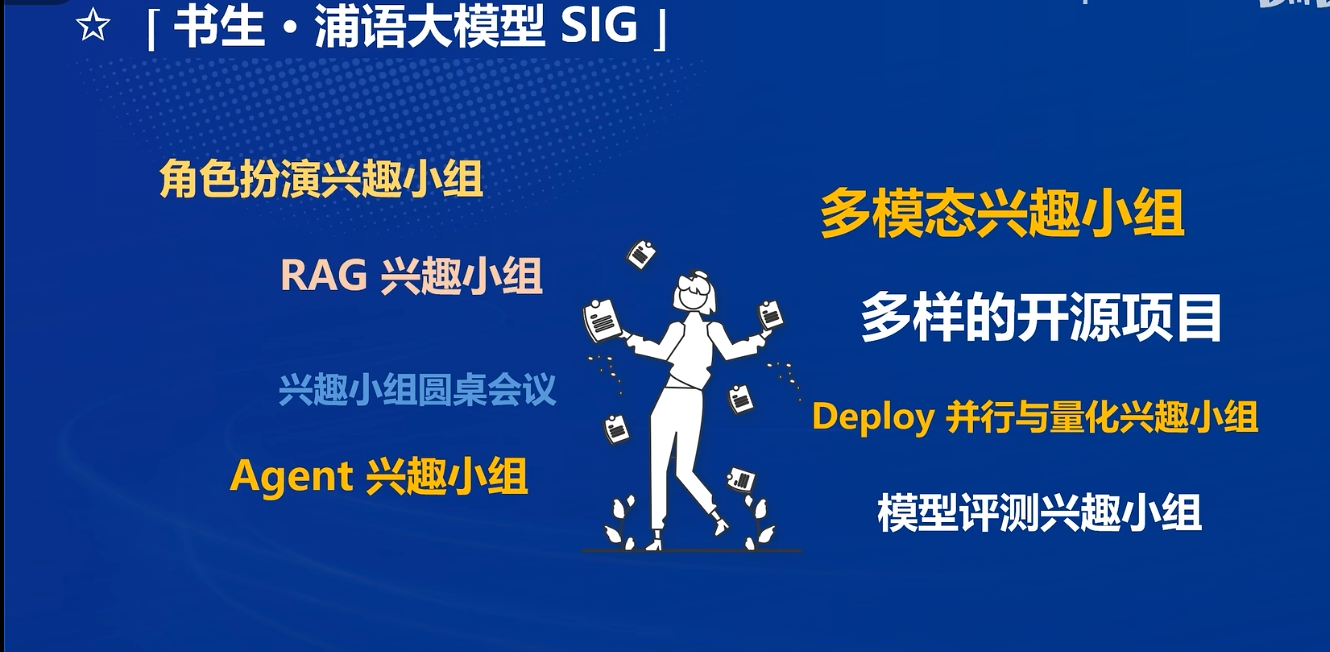 ☆ ⌈ 书生·浦语大模型 SIG ⌋
角色扮演兴趣小组
RAG 兴趣小组
兴趣小组圆桌会议
Agent 兴趣小组
多模态兴趣小组
多样的开源项目
Deploy 并行与量化兴趣小组
模型评测兴趣小组